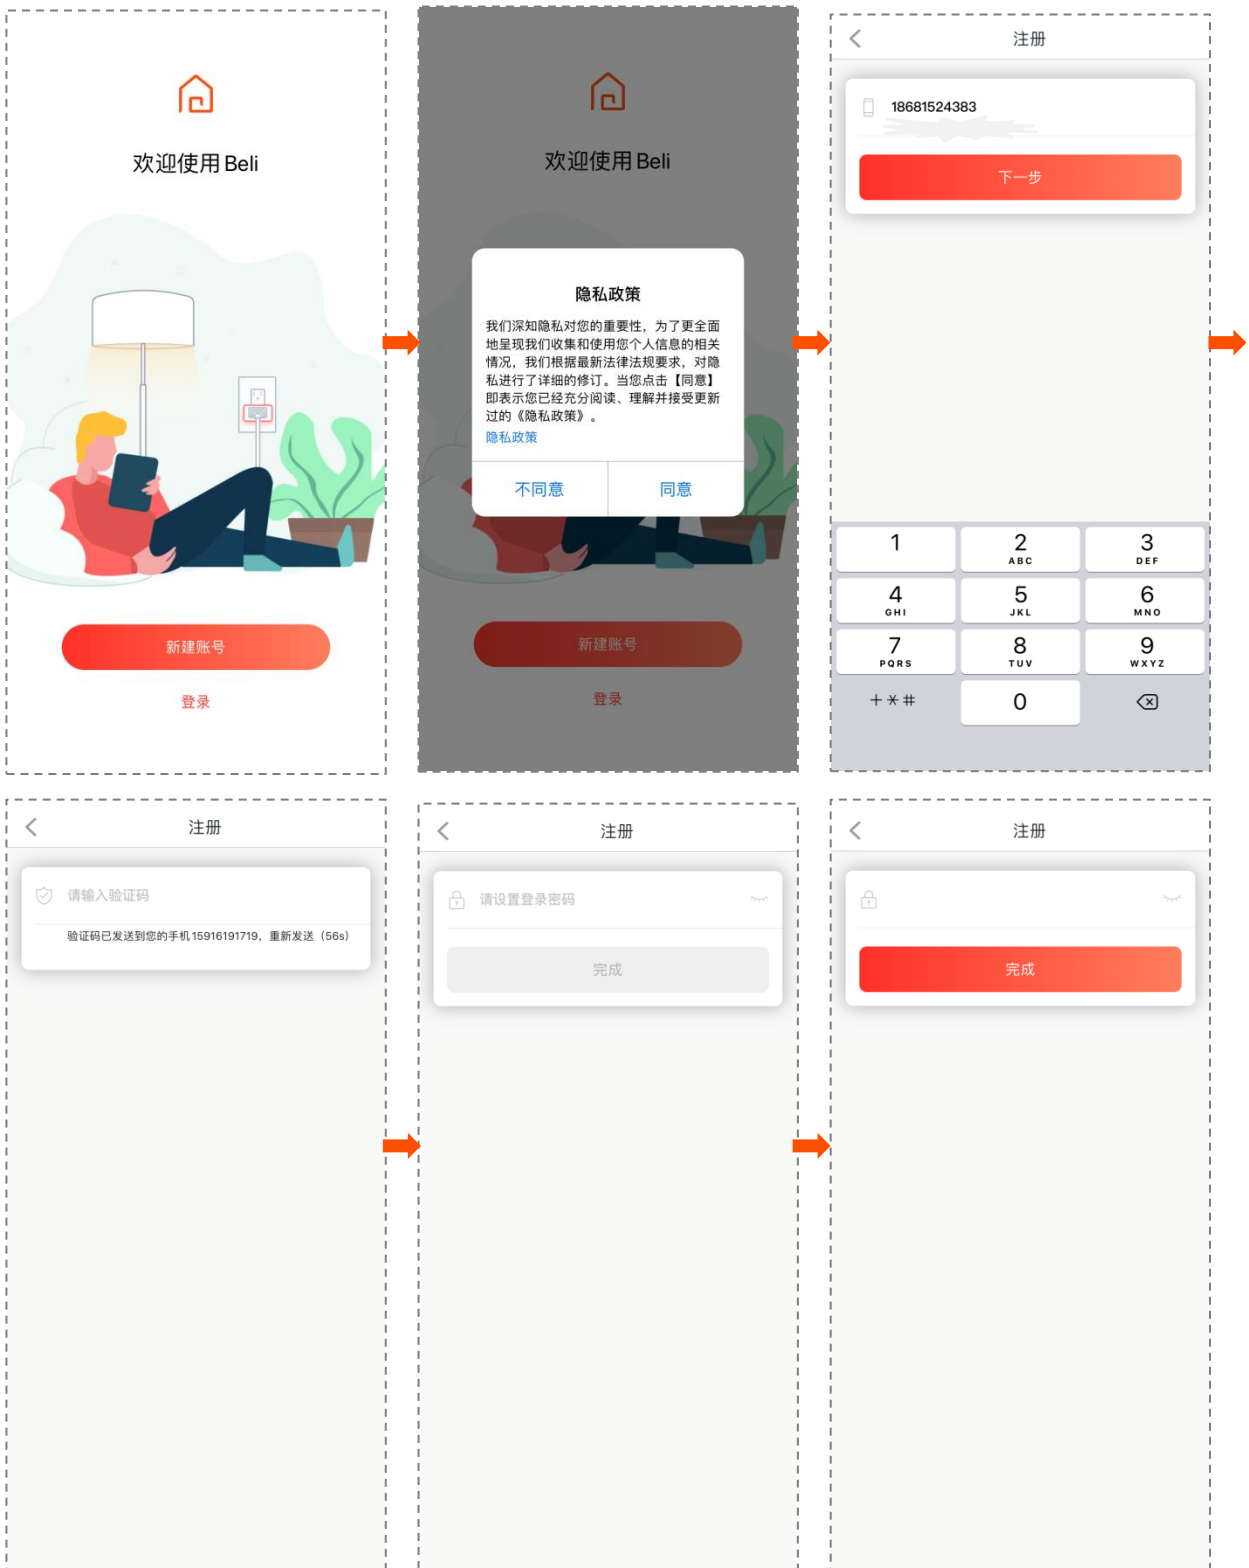 欢迎使用 Beli
新建账号
登录
欢迎使用 Beli
隐私政策
我们深知隐私对您的重要性，为了更全面
地呈现我们收集和使用您个人信息的相关
情况，我们根据最新法律法规要求，对隐
私进行了详细的修订。当您点击【同意】
即表示您已经充分阅读、理解并接受更新
过的《隐私政策》。
隐私政策
不同意 同意
新建账号
登录
注册
18681524383
下一步
1 2 3
ABC DEF
4 5 6
GHI JKL MNO
7 8 9
PQRS TUV WXYZ
+*# 0
注册
请输入验证码
验证码已发送到您的手机15916191719，重新发送（56s）
注册
请设置登录密码
完成
注册
完成